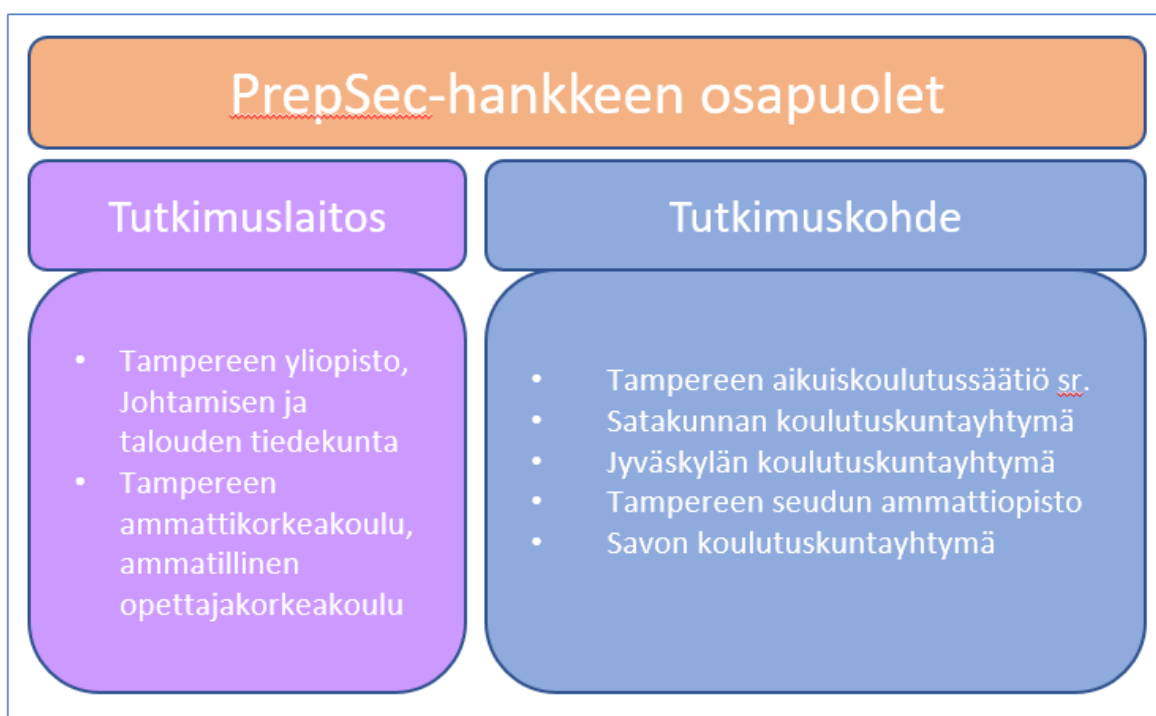 PrepSec-hankkeen osapuolet
Tutkimuslaitos
• Tampereen yliopisto,
Johtamisen ja
talouden tiedekunta
• Tampereen
ammattikorkeakoulu,
ammatillinen
opettajakorkeakoulu
Tutkimuskohde
• Tampereen aikuiskoulutussäätiö sr.
• Satakunnan koulutuskuntayhtymä
• Jyväskylän koulutuskuntayhtymä
• Tampereen seudun ammattiopisto
• Savon koulutuskuntayhtymä